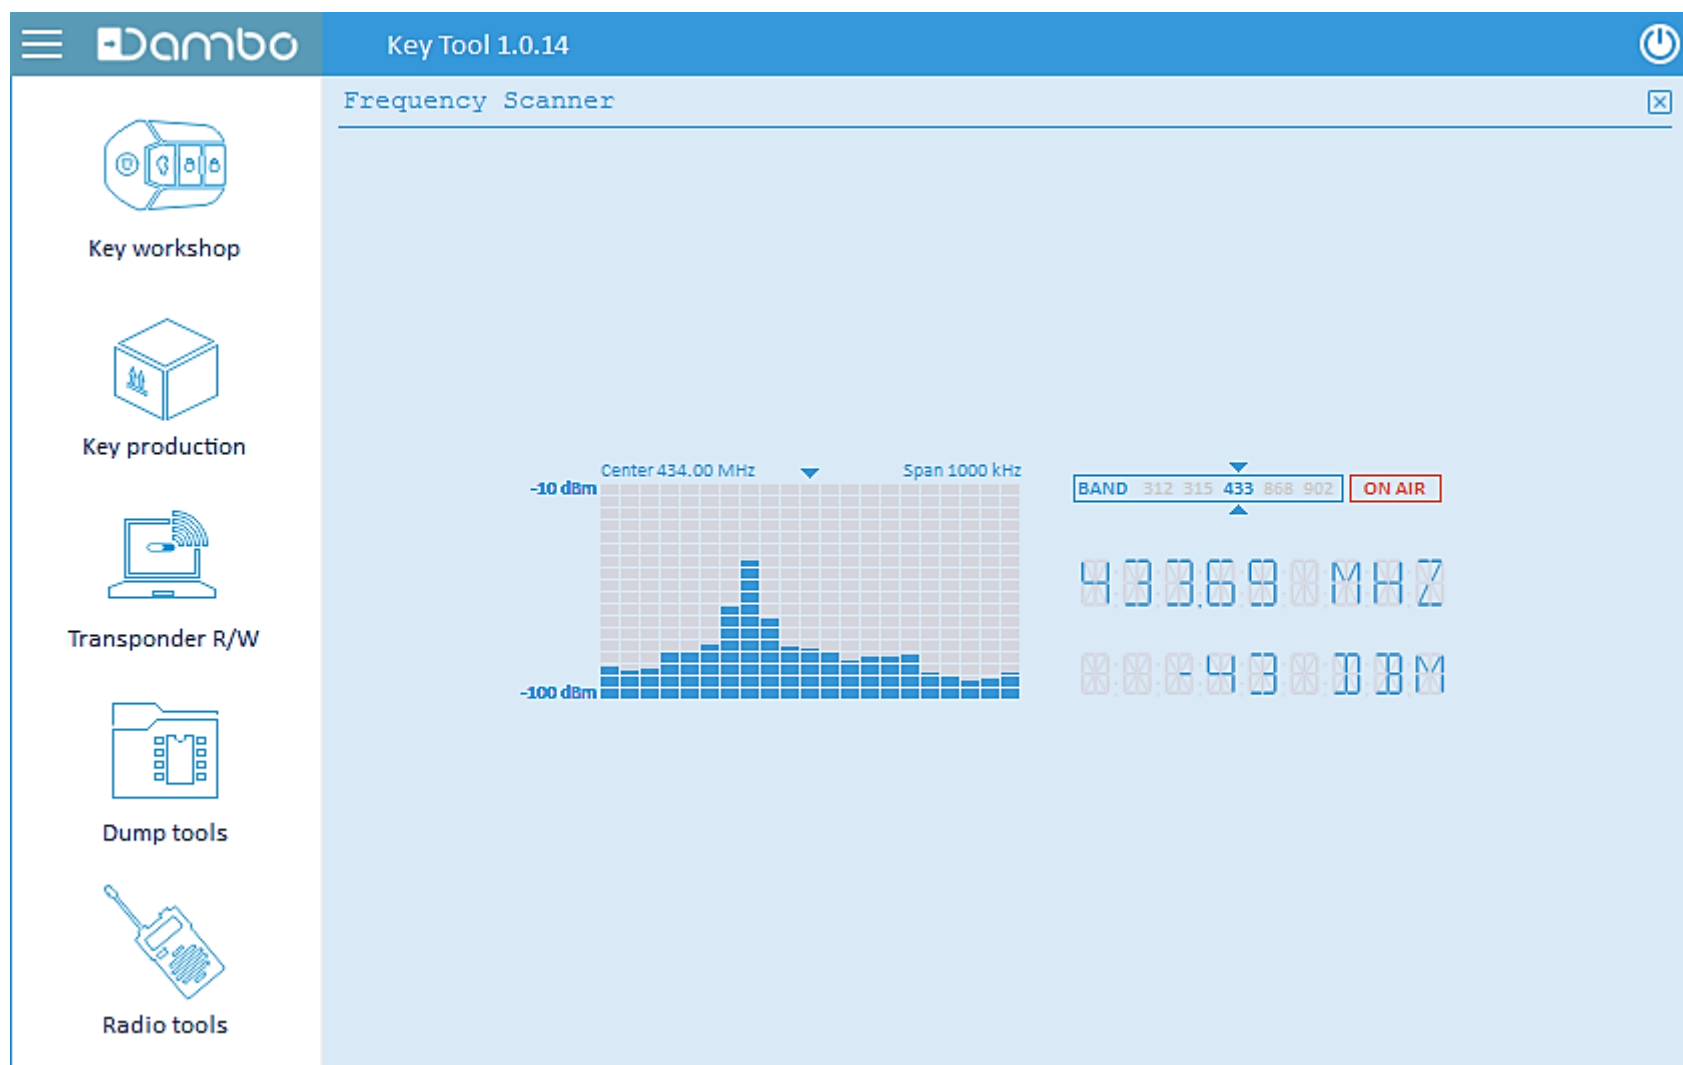 Dambo
Key Tool 1.0.14
Frequency Scanner
Key workshop
Key production
Transponder R/W
Dump tools
Radio tools
Center 434.00 MHz Span 1000 kHz
-10 dBm
-100 dBm
BAND 312 315 433 868 902 ON AIR
433.69 MHZ
-43 DBM